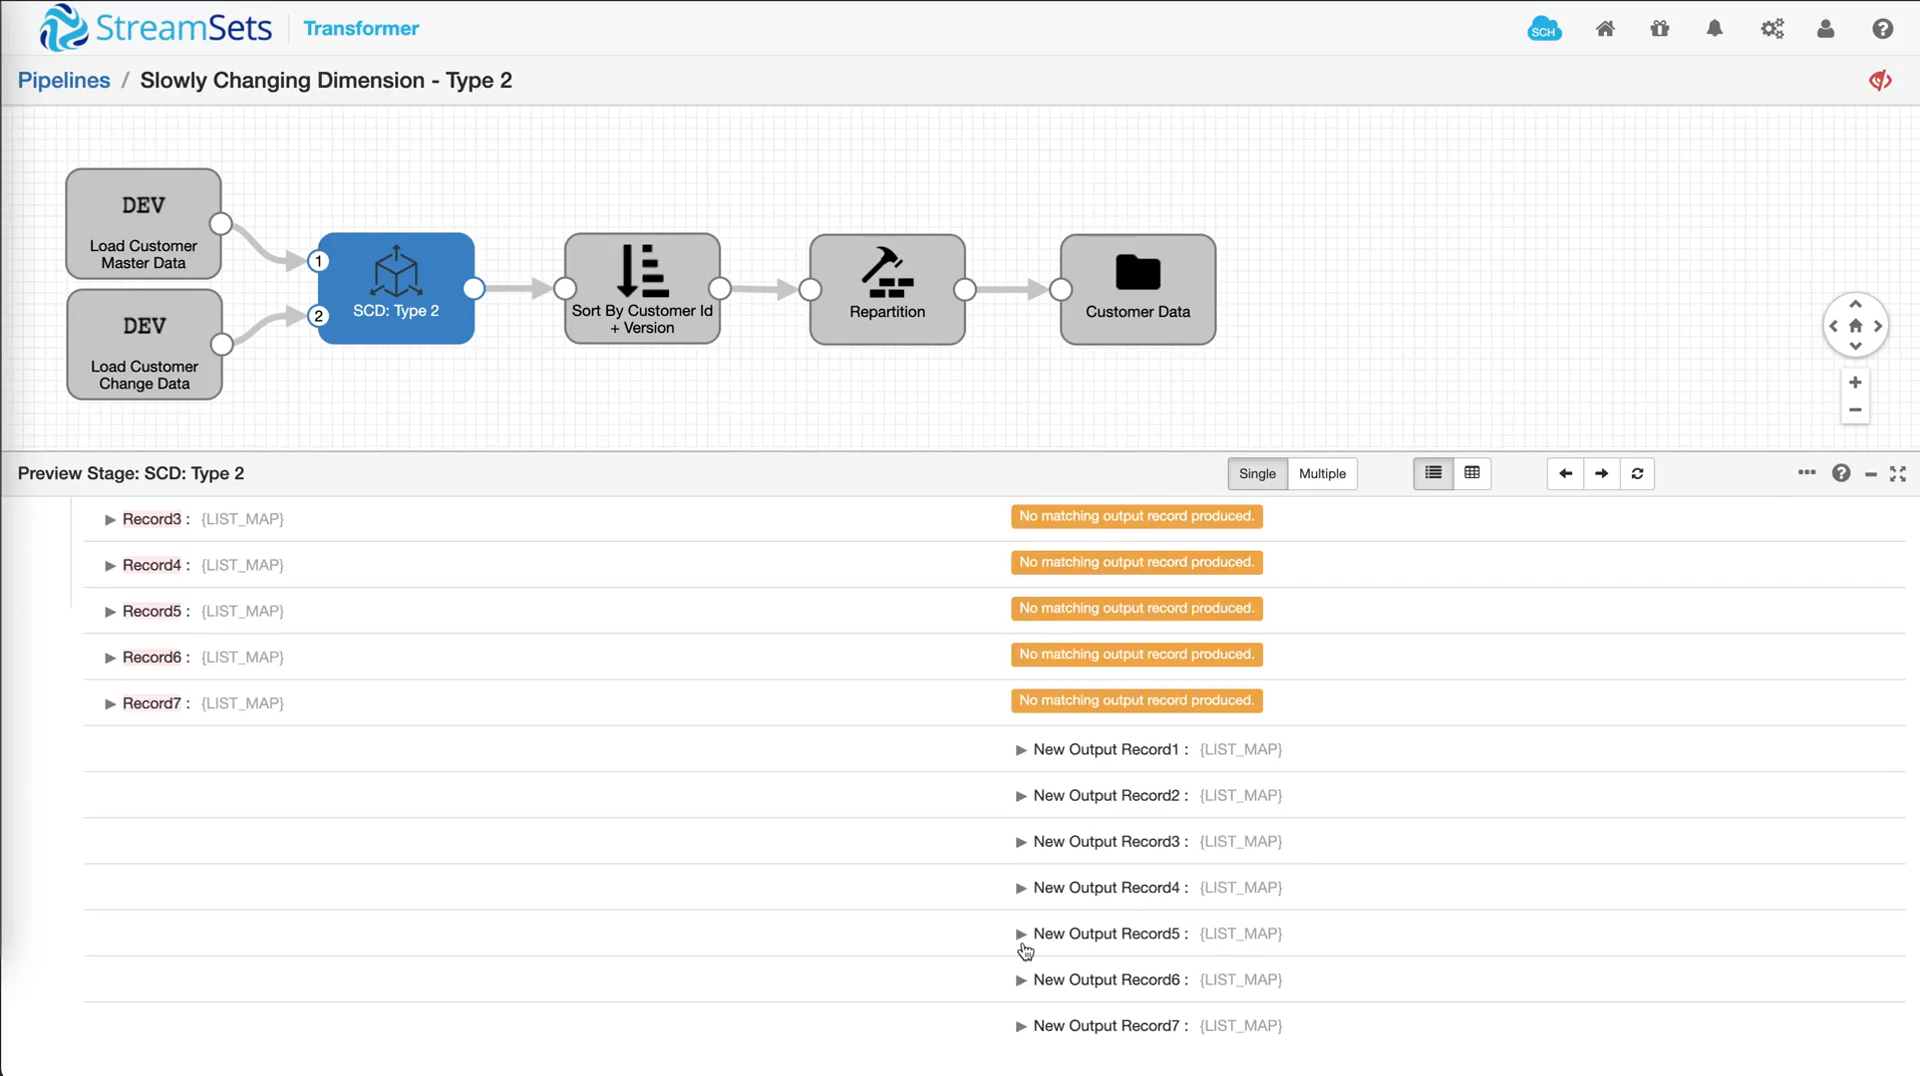 StreamSets
Transformer
SCH
Pipelines / Slowly Changing Dimension - Type 2
DEV
Load Customer
Master Data
DEV
Load Customer
Change Data
1
2
SCD: Type 2
Sort By Customer Id
+ Version
Repartition
Customer Data
Preview Stage: SCD: Type 2
Single
Multiple
Record3 : {LIST_MAP}
No matching output record produced.
Record4 : {LIST_MAP}
No matching output record produced.
Record5 : {LIST_MAP}
No matching output record produced.
Record6 : {LIST_MAP}
No matching output record produced.
Record7 : {LIST_MAP}
No matching output record produced.
New Output Record1 : {LIST_MAP}
New Output Record2 : {LIST_MAP}
New Output Record3 : {LIST_MAP}
New Output Record4 : {LIST_MAP}
New Output Record5 : {LIST_MAP}
New Output Record6 : {LIST_MAP}
New Output Record7 : {LIST_MAP}